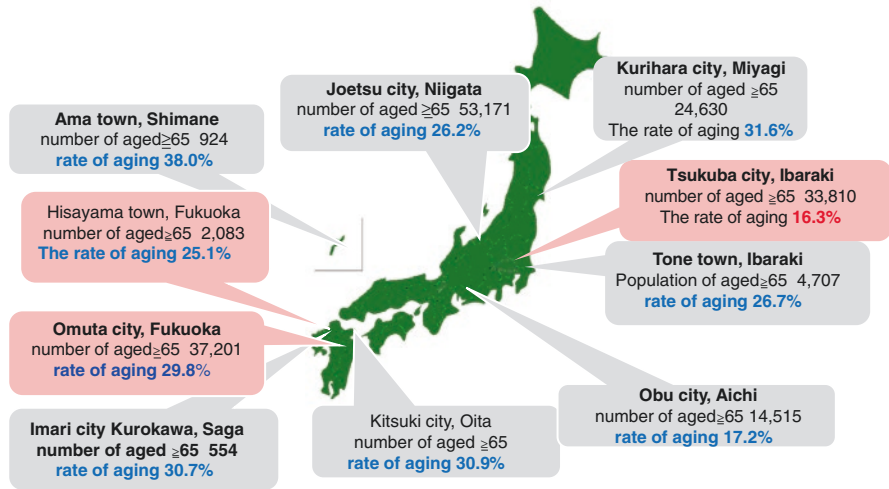 Joetsu city, Niigata
number of aged ≧65 53,171
rate of aging 26.2%
Kurihara city, Miyagi
number of aged ≧65
24,630
The rate of aging 31.6%
Ama town, Shimane
number of aged≧65 924
rate of aging 38.0%
Tsukuba city, Ibaraki
number of aged ≧65 33,810
The rate of aging 16.3%
Hisayama town, Fukuoka
number of aged≧65 2,083
The rate of aging 25.1%
Tone town, Ibaraki
Population of aged≧65 4,707
rate of aging 26.7%
Omuta city, Fukuoka
number of aged≧65 37,201
rate of aging 29.8%
Obu city, Aichi
number of aged≧65 14,515
rate of aging 17.2%
Imari city Kurokawa, Saga
number of aged ≧65 554
rate of aging 30.7%
Kitsuki city, Oita
number of aged ≧65
rate of aging 30.9%